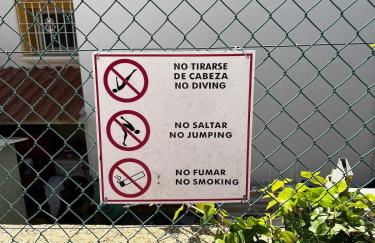 NO TIRARSE
DE CABEZA
NO DIVING
NO SALTAR
NO JUMPING
NO FUMAR
NO SMOKING